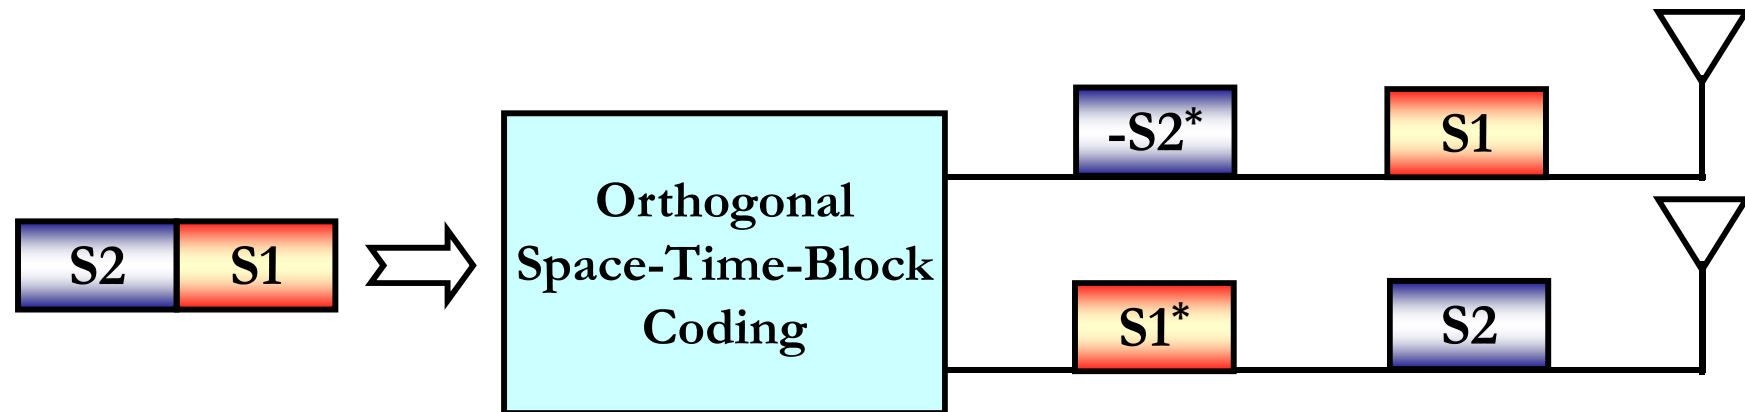 S2 S1
Orthogonal
Space-Time-Block
Coding
-S2* S1
S1* S2